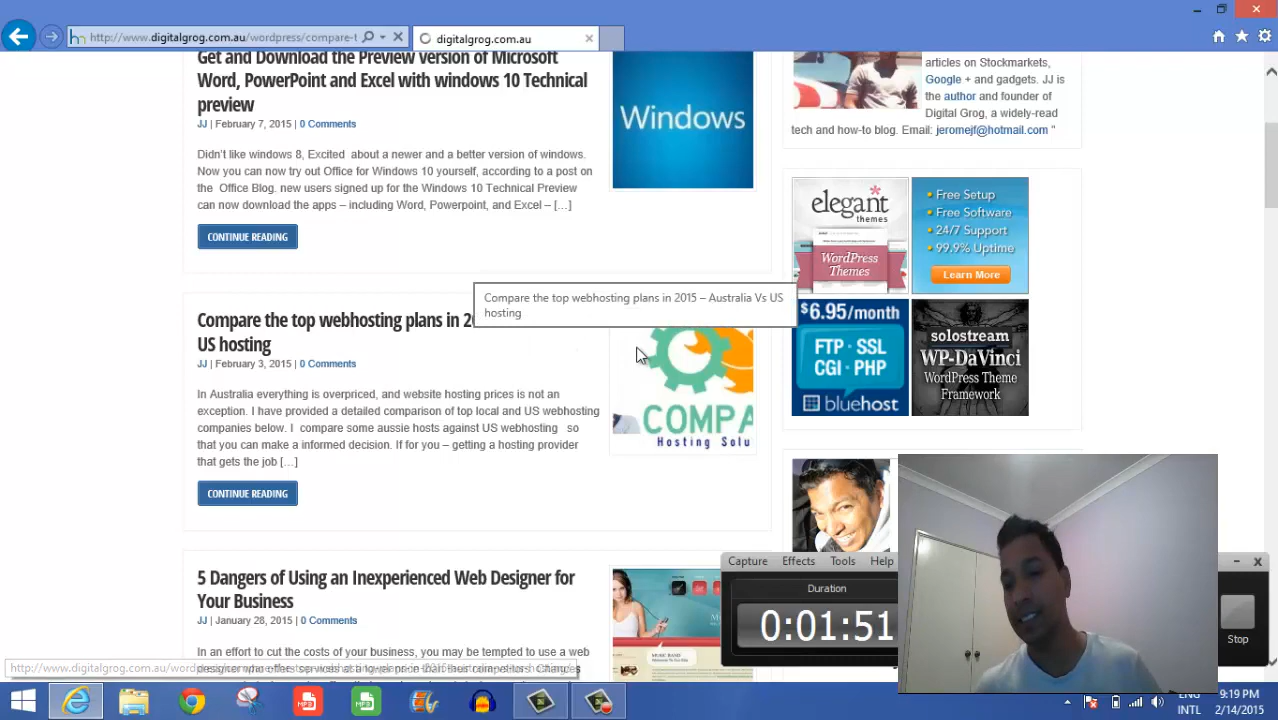 http://www.digitalgrog.com.au/wordpress/compare-t
digitalgrog.com.au
Get and Download the Preview version of Microsoft
Word, PowerPoint and Excel with windows 10 Technical
preview
JJ | February 7, 2015 | 0 Comments
Didn't like windows 8, Excited about a newer and a better version of windows.
Now you can now try out Office for Windows 10 yourself, according to a post on
the Office Blog. new users signed up for the Windows 10 Technical Preview
can now download the apps – including Word, Powerpoint, and Excel – […]
CONTINUE READING
Windows
Compare the top webhosting plans in 2015 – Australia Vs US
hosting
Compare the top webhosting plans in 20
US hosting
JJ | February 3, 2015 | 0 Comments
In Australia everything is overpriced, and website hosting prices is not an
exception. I have provided a detailed comparison of top local and US webhosting
companies below. I compare some aussie hosts against US webhosting so
that you can make a informed decision. If for you – getting a hosting provider
that gets the job […]
CONTINUE READING
COMPA
Hosting Solu
5 Dangers of Using an Inexperienced Web Designer for
Your Business
JJ | January 28, 2015 | 0 Comments
In an effort to cut the costs of your business, you may be tempted to use a web
articles on Stockmarkets,
Google + and gadgets. JJ is
the author and founder of
Digital Grog, a widely-read
tech and how-to blog. Email: jeromejf@hotmail.com "
elegant
themes
WordPress
Themes
Free Setup
Free Software
24/7 Support
99.9% Uptime
Learn More
$6.95/month
FTP · SSL
CGI · PHP
bluehost
solostream
WP-DaVinci
WordPress Theme
Framework
Capture Effects Tools Help
Duration
0:01:51
Stop
ENG
9:19 PM
2/14/2015
MP3
MP3